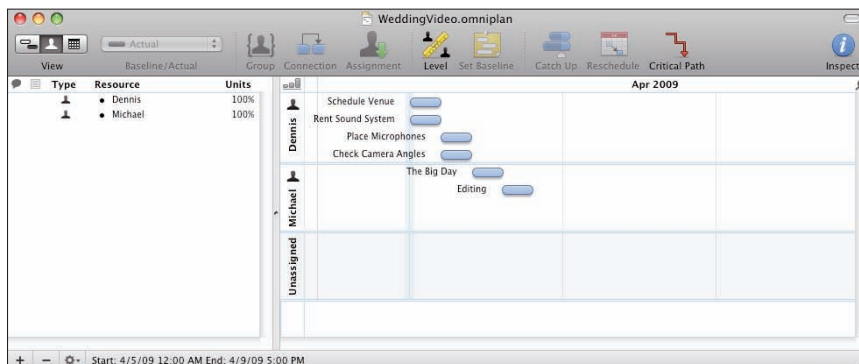 WeddingVideo.omniplan
Actual
View Baseline/Actual Group Connection Assignment Level Set Baseline Catch Up Reschedule Critical Path Inspect
Type Resource Units
Apr 2009
Dennis 100%
Michael 100%
Dennis
Schedule Venue
Rent Sound System
Place Microphones
Check Camera Angles
Michael
The Big Day
Editing
Unassigned
Start: 4/5/09 12:00 AM End: 4/9/09 5:00 PM